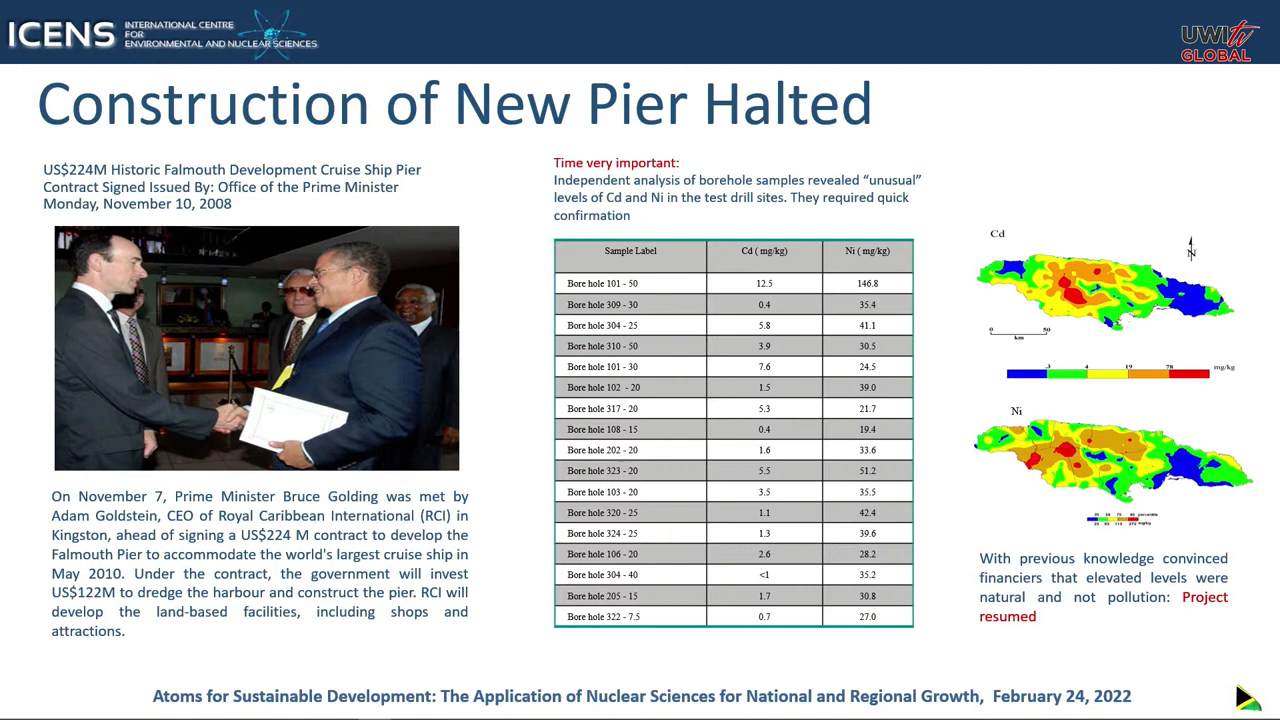 ICENS
INTERNATIONAL CENTRE
FOR
ENVIRONMENTAL AND NUCLEAR SCIENCES
UWItv
GLOBAL
Construction of New Pier Halted
US$224M Historic Falmouth Development Cruise Ship Pier
Contract Signed Issued By: Office of the Prime Minister
Monday, November 10, 2008
On November 7, Prime Minister Bruce Golding was met by
Adam Goldstein, CEO of Royal Caribbean International (RCI) in
Kingston, ahead of signing a US$224 M contract to develop the
Falmouth Pier to accommodate the world's largest cruise ship in
May 2010. Under the contract, the government will invest
US$122M to dredge the harbour and construct the pier. RCI will
develop the land-based facilities, including shops and
attractions.
Time very important:
Independent analysis of borehole samples revealed “unusual”
levels of Cd and Ni in the test drill sites. They required quick
confirmation
Sample Label Cd ( mg/kg) Ni ( mg/kg)
Bore hole 101 - 50 12.5 146.8
Bore hole 309 - 30 0.4 35.4
Bore hole 304 - 25 5.8 41.1
Bore hole 310 - 50 3.9 30.5
Bore hole 101 - 30 7.6 24.5
Bore hole 102 - 20 1.5 39.0
Bore hole 317 - 20 5.3 21.7
Bore hole 108 - 15 0.4 19.4
Bore hole 202 - 20 1.6 33.6
Bore hole 323 - 20 5.5 51.2
Bore hole 103 - 20 3.5 35.5
Bore hole 320 - 25 1.1 42.4
Bore hole 324 - 25 1.3 39.6
Bore hole 106 - 20 2.6 28.2
Bore hole 304 - 40 <1 35.2
Bore hole 205 - 15 1.7 30.8
Bore hole 322 - 7.5 0.7 27.0
Cd
N
0 50
km
4 19 78 mg/kg
Ni
percentile
mg/kg
With previous knowledge convinced
financiers that elevated levels were
natural and not pollution: Project
resumed
Atoms for Sustainable Development: The Application of Nuclear Sciences for National and Regional Growth, February 24, 2022